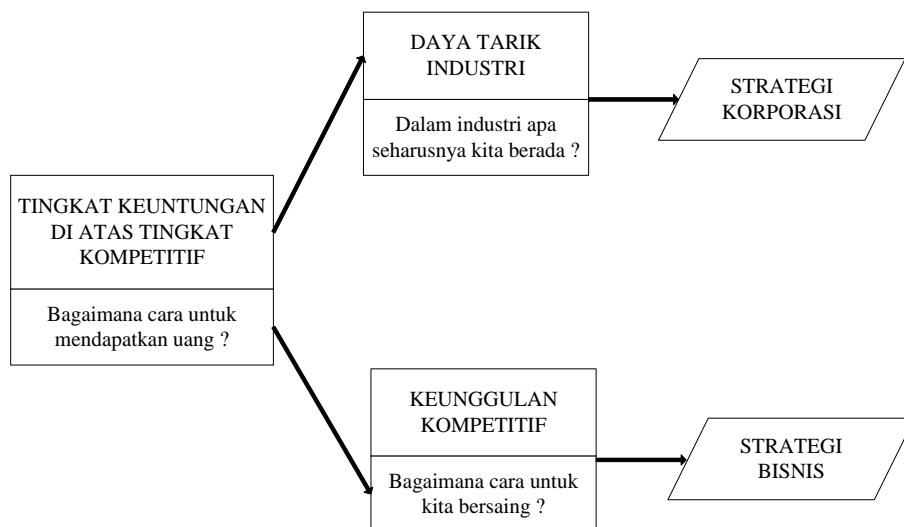 DAYA TARIK
INDUSTRI
Dalam industri apa
seharusnya kita berada ?
STRATEGI
KORPORASI
TINGKAT KEUNTUNGAN
DI ATAS TINGKAT
KOMPETITIF
Bagaimana cara untuk
mendapatkan uang ?
KEUNGGULAN
KOMPETITIF
Bagaimana cara untuk
kita bersaing ?
STRATEGI
BISNIS